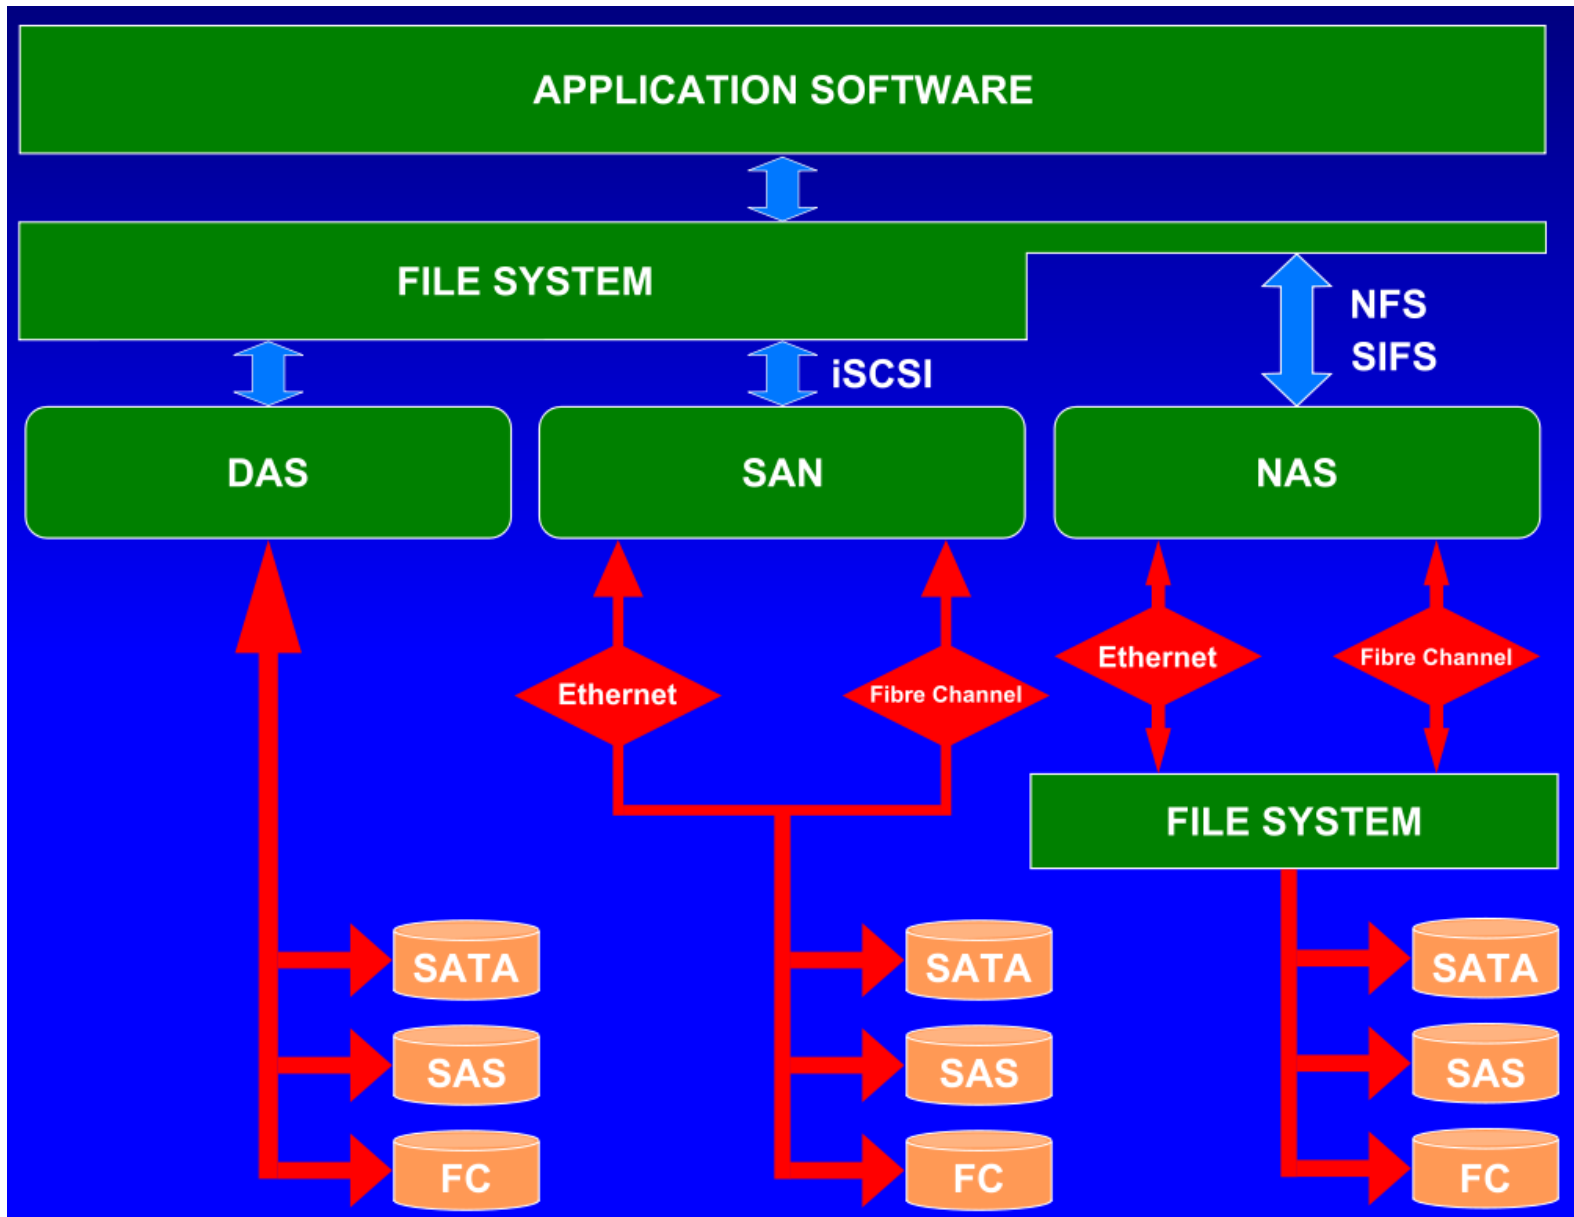 APPLICATION SOFTWARE
FILE SYSTEM
NFS
SIFS
iSCSI
DAS
SAN
NAS
Ethernet
Fibre Channel
Ethernet
Fibre Channel
FILE SYSTEM
SATA
SATA
SATA
SAS
SAS
SAS
FC
FC
FC